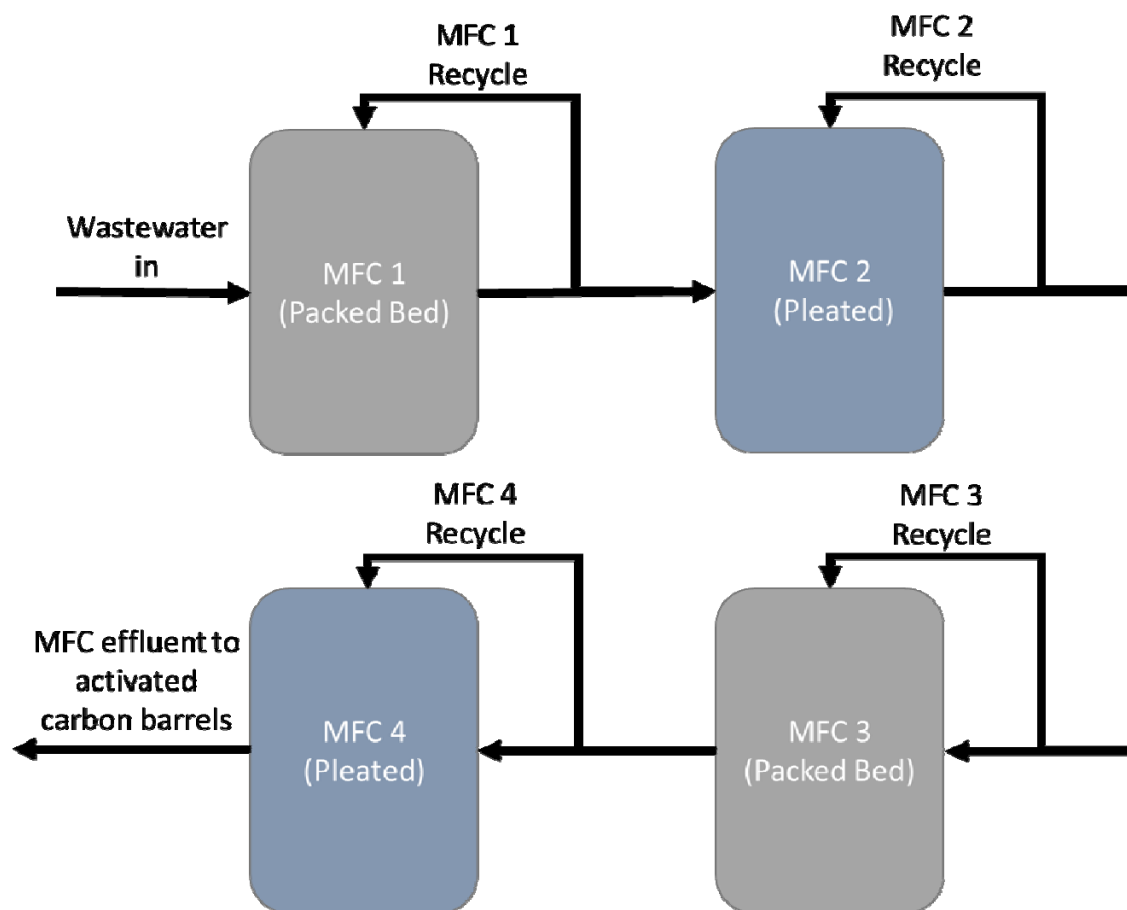 MFC 1
Recycle
MFC 2
Recycle
Wastewater
in
MFC 1
(Packed Bed)
MFC 2
(Pleated)
MFC 4
Recycle
MFC 3
Recycle
MFC effluent to
activated
carbon barrels
MFC 4
(Pleated)
MFC 3
(Packed Bed)